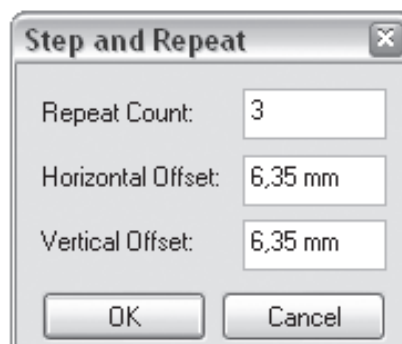 Step and Repeat
Repeat Count: 3
Horizontal Offset: 6,35 mm
Vertical Offset: 6,35 mm
OK Cancel